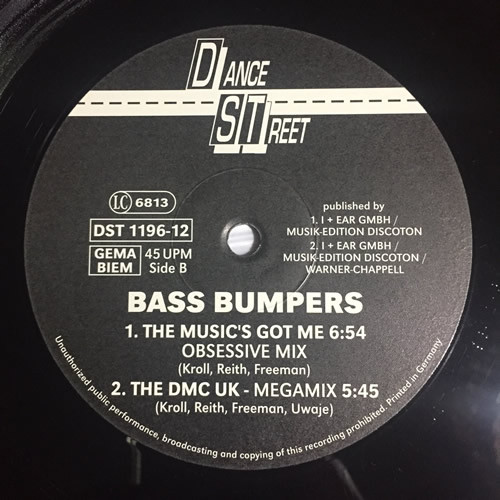 DANCE
STREET
LC 6813
DST 1196-12
GEMA
BIEM
45 UPM
Side B
published by
1. I + EAR GMBH /
MUSIK-EDITION DISCOTON
2. I + EAR GMBH /
MUSIK-EDITION DISCOTON /
WARNER-CHAPPELL
BASS BUMPERS
1. THE MUSIC'S GOT ME 6:54
OBSESSIVE MIX
(Kroll, Reith, Freeman)
2. THE DMC UK - MEGAMIX 5:45
(Kroll, Reith, Freeman, Uwaje)
Unauthorized public performance, broadcasting and copying of this recording prohibited. Printed in Germany